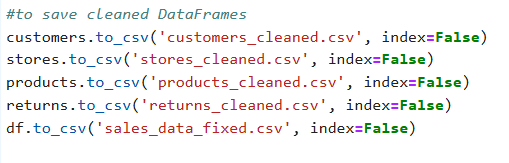 #to save cleaned DataFrames
customers.to_csv('customers_cleaned.csv', index=False)
stores.to_csv('stores_cleaned.csv', index=False)
products.to_csv('products_cleaned.csv', index=False)
returns.to_csv('returns_cleaned.csv', index=False)
df.to_csv('sales_data_fixed.csv', index=False)